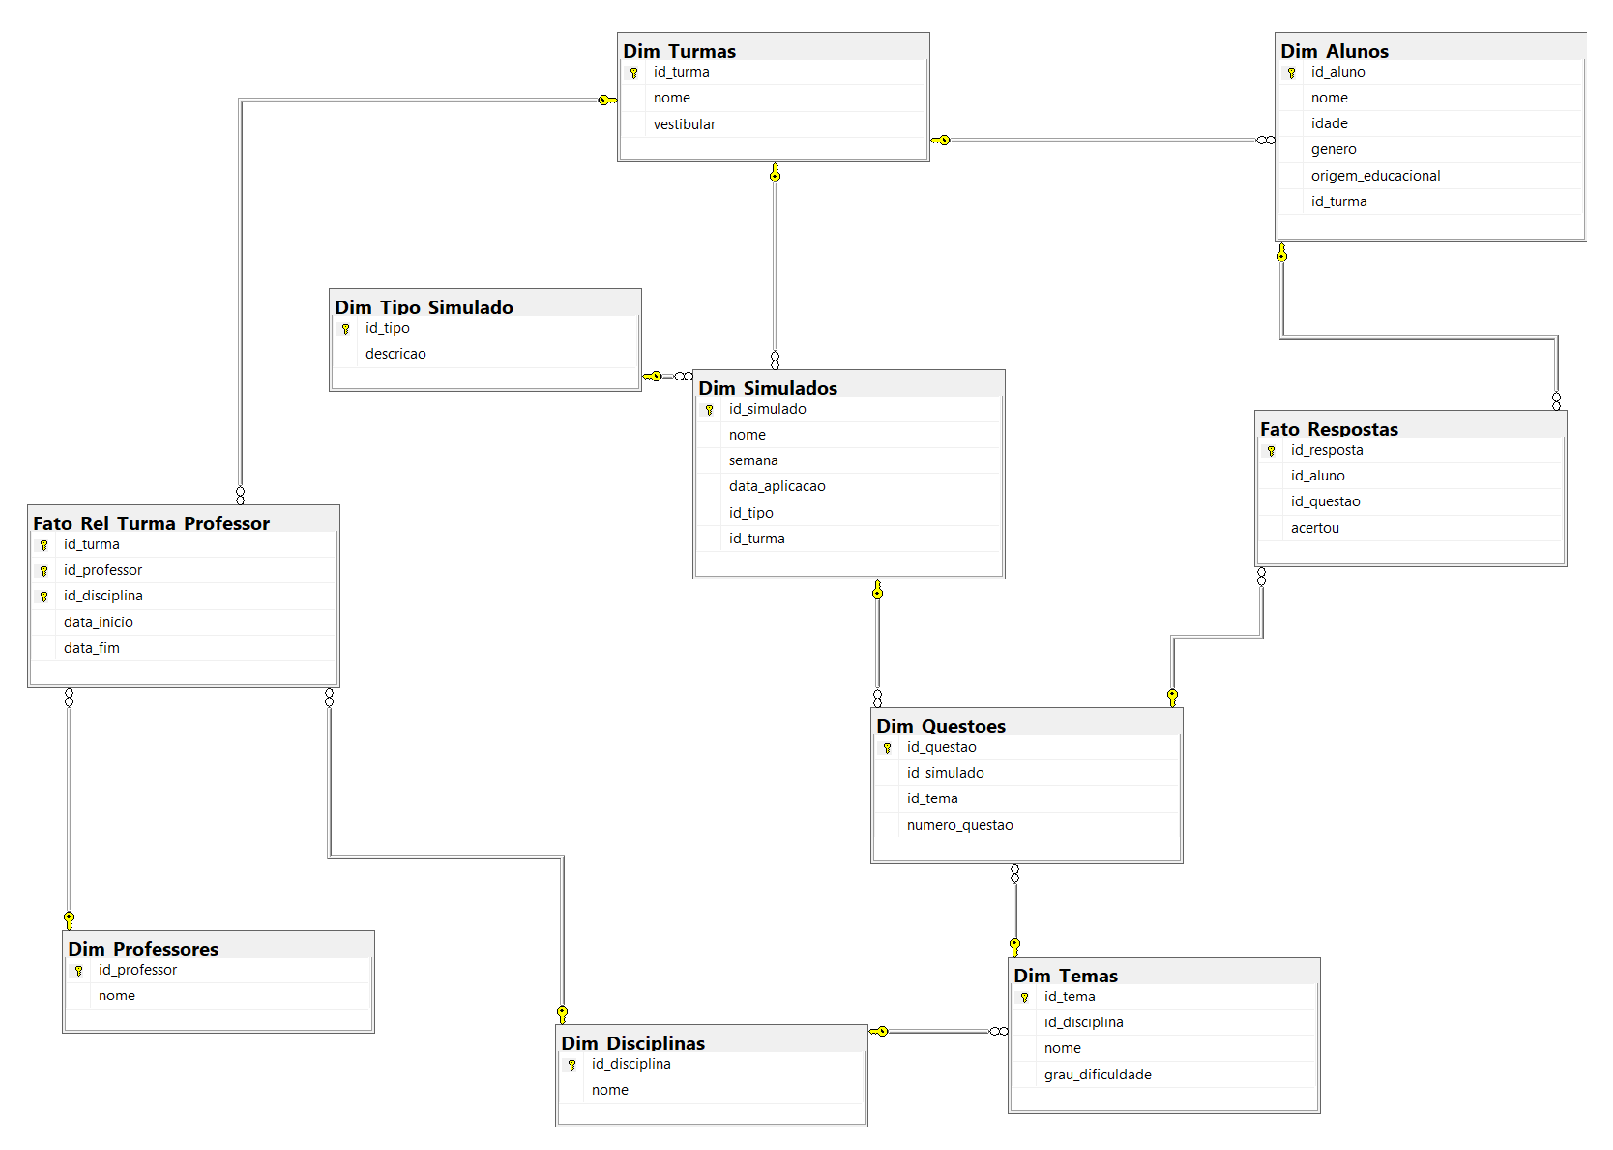 Dim_Turmas
id_turma
nome
vestibular
Dim_Alunos
id_aluno
nome
idade
genero
origem_educacional
id_turma
Dim_Tipo_Simulado
id_tipo
descricao
Dim_Simulados
id_simulado
nome
semana
data_aplicacao
id_tipo
id_turma
Fato_Respostas
id_resposta
id_aluno
id_questao
acertou
Fato_Rel_Turma_Professor
id_turma
id_professor
id_disciplina
data_inicio
data_fim
Dim_Questoes
id_questao
id_simulado
id_tema
numero_questao
Dim_Professores
id_professor
nome
Dim_Temas
id_tema
id_disciplina
nome
grau_dificuldade
Dim_Disciplinas
id_disciplina
nome